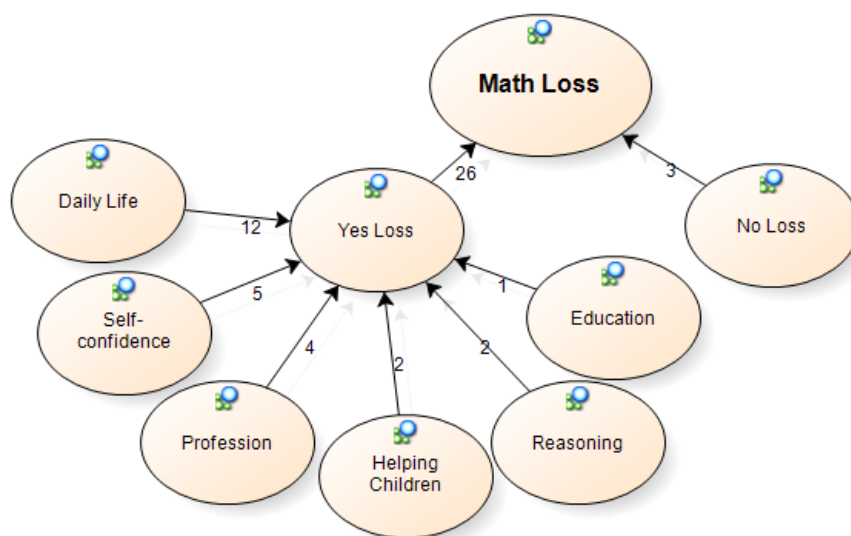 Math Loss
26
3
Daily Life
12
Yes Loss
No Loss
Self-
confidence
5
1
Education
4
2
2
Profession
Helping
Children
Reasoning